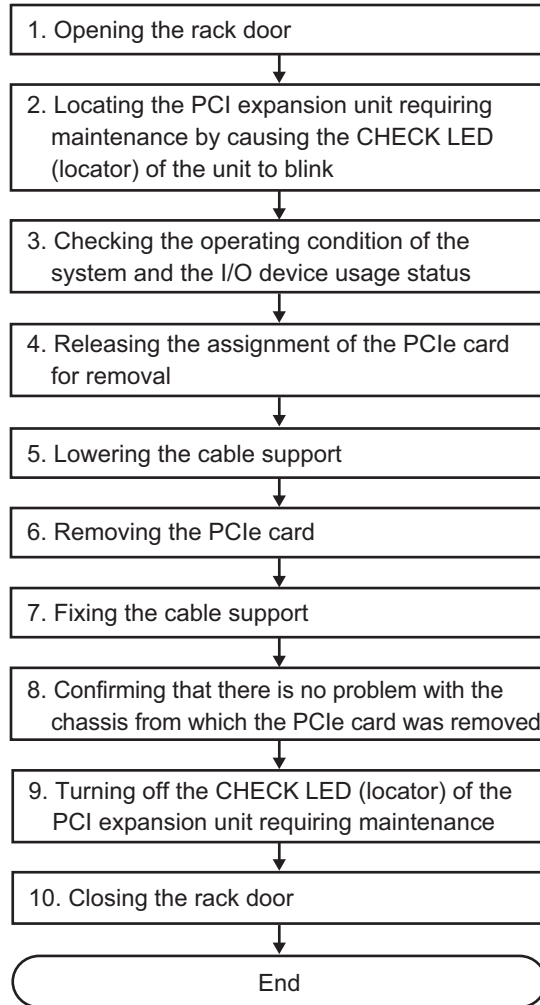 1. Opening the rack door
2. Locating the PCI expansion unit requiring
maintenance by causing the CHECK LED
(locator) of the unit to blink
3. Checking the operating condition of the
system and the I/O device usage status
4. Releasing the assignment of the PCIe card
for removal
5. Lowering the cable support
6. Removing the PCIe card
7. Fixing the cable support
8. Confirming that there is no problem with the
chassis from which the PCIe card was removed
9. Turning off the CHECK LED (locator) of the
PCI expansion unit requiring maintenance
10. Closing the rack door
End